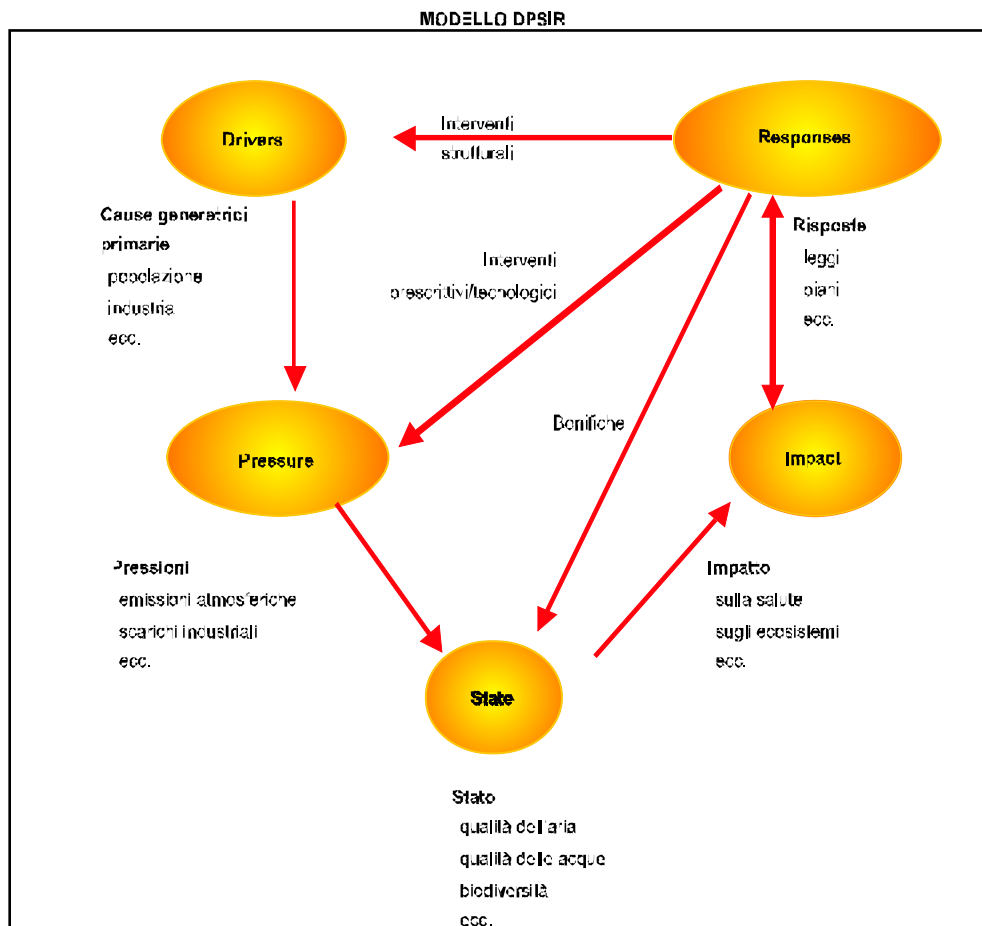 MODELLO DPSIR
Drivers
Interventi
strutturali
Responses
Cause generatrici
primarie
popolazione
industria
ecc.
Interventi
prescrittivi/tecnologici
Risposte
leggi
piani
ecc.
Pressure
Bonifiche
Impact
Pressioni
emissioni atmosferiche
scarichi industriali
ecc.
Impatto
sulla salute
sugli ecosistemi
ecc.
State
Stato
qualità dell'aria
qualità delle acque
biodiversità
ecc.